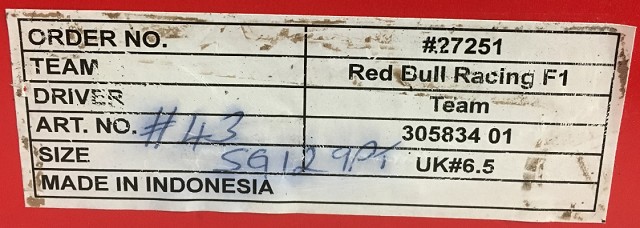 ORDER NO. #27251
TEAM Red Bull Racing F1
DRIVER Team
ART. NO. #43 305834 01
SIZE SG129PT UK#6.5
MADE IN INDONESIA